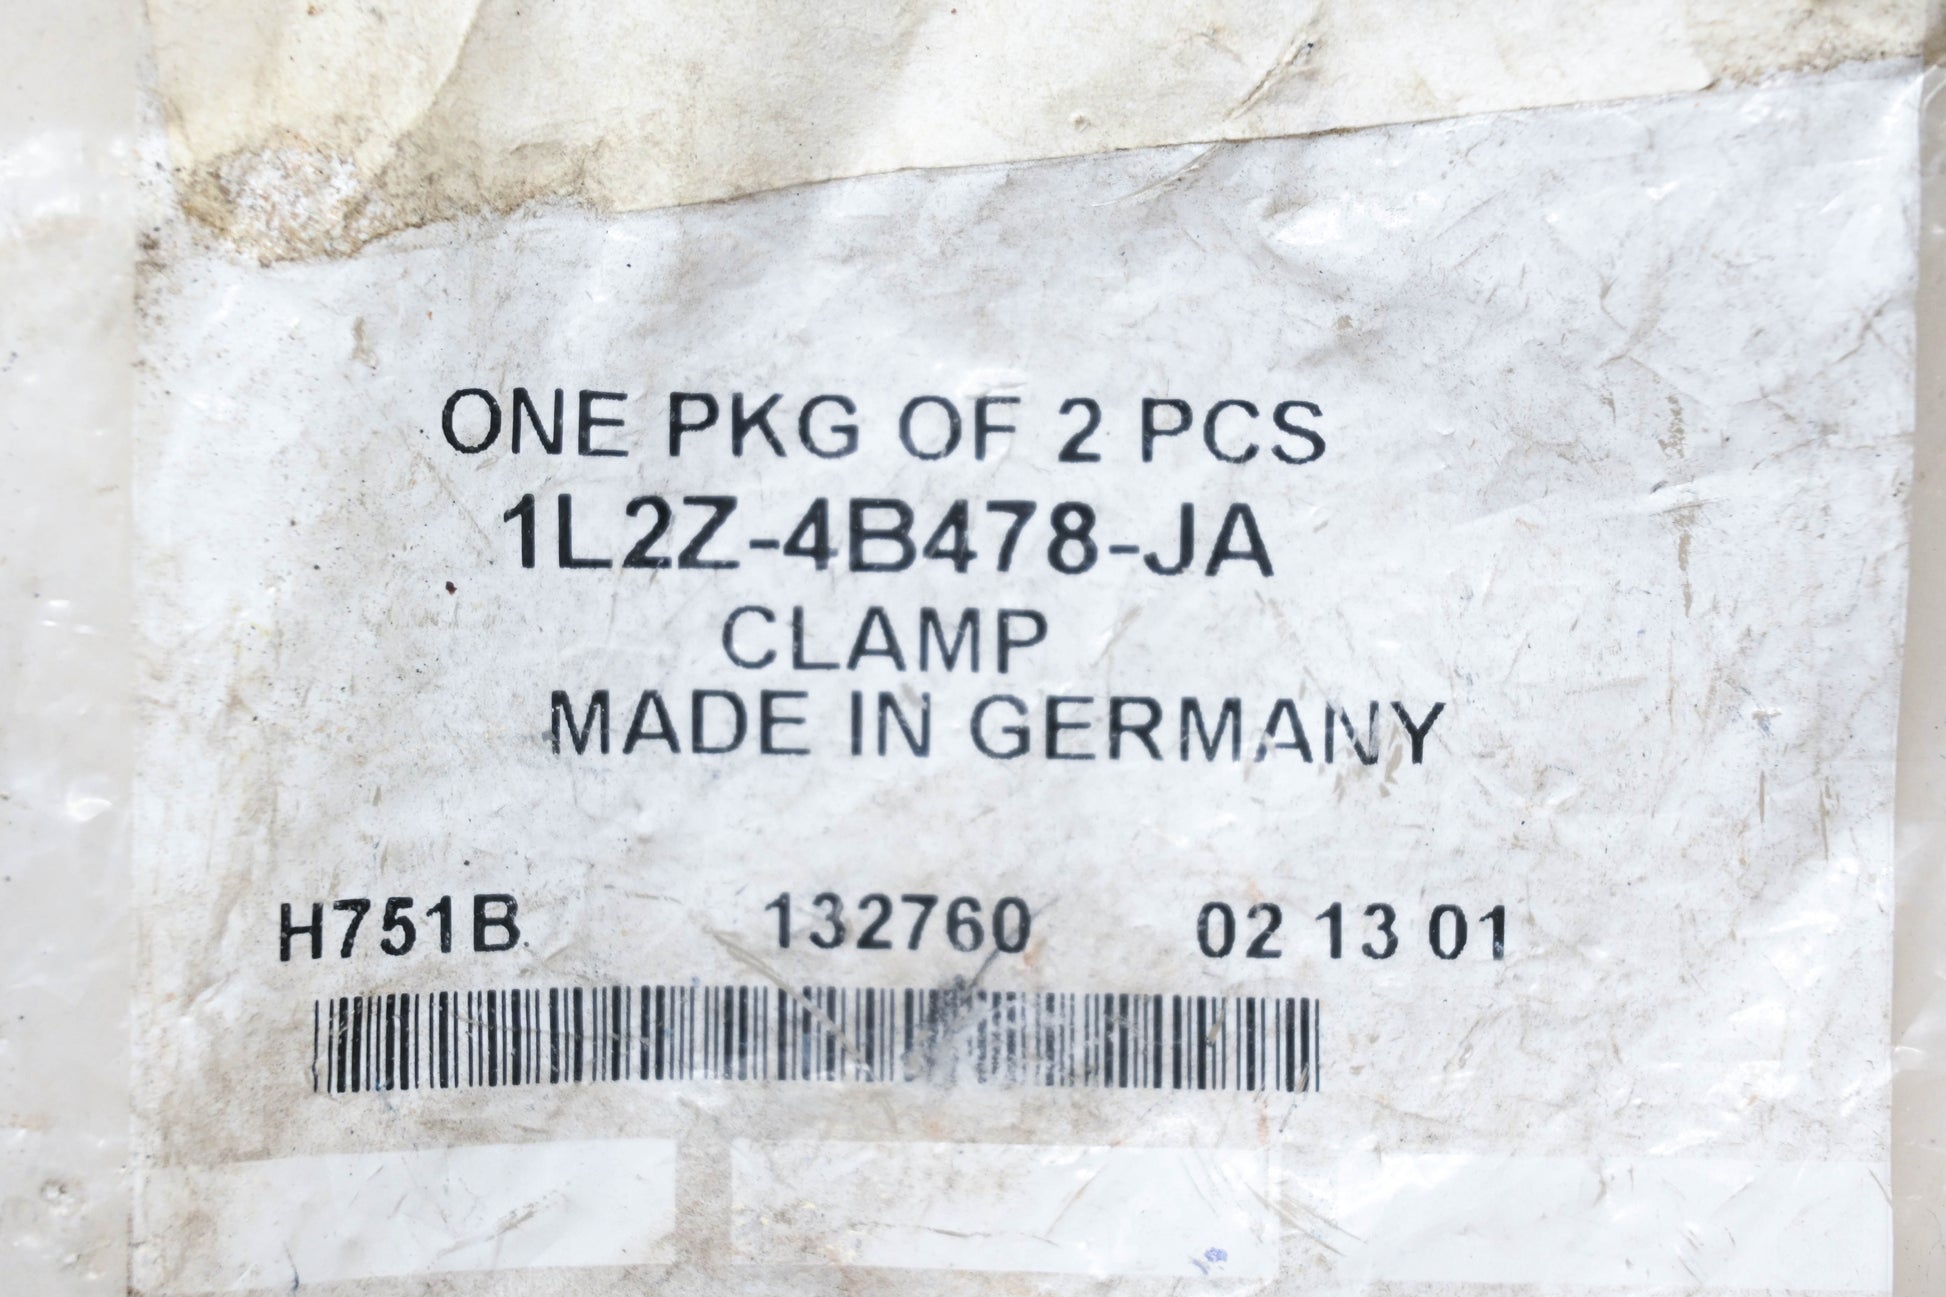 ONE PKG OF 2 PCS
1L2Z-4B478-JA
CLAMP
MADE IN GERMANY
H751B 132760 02 13 01